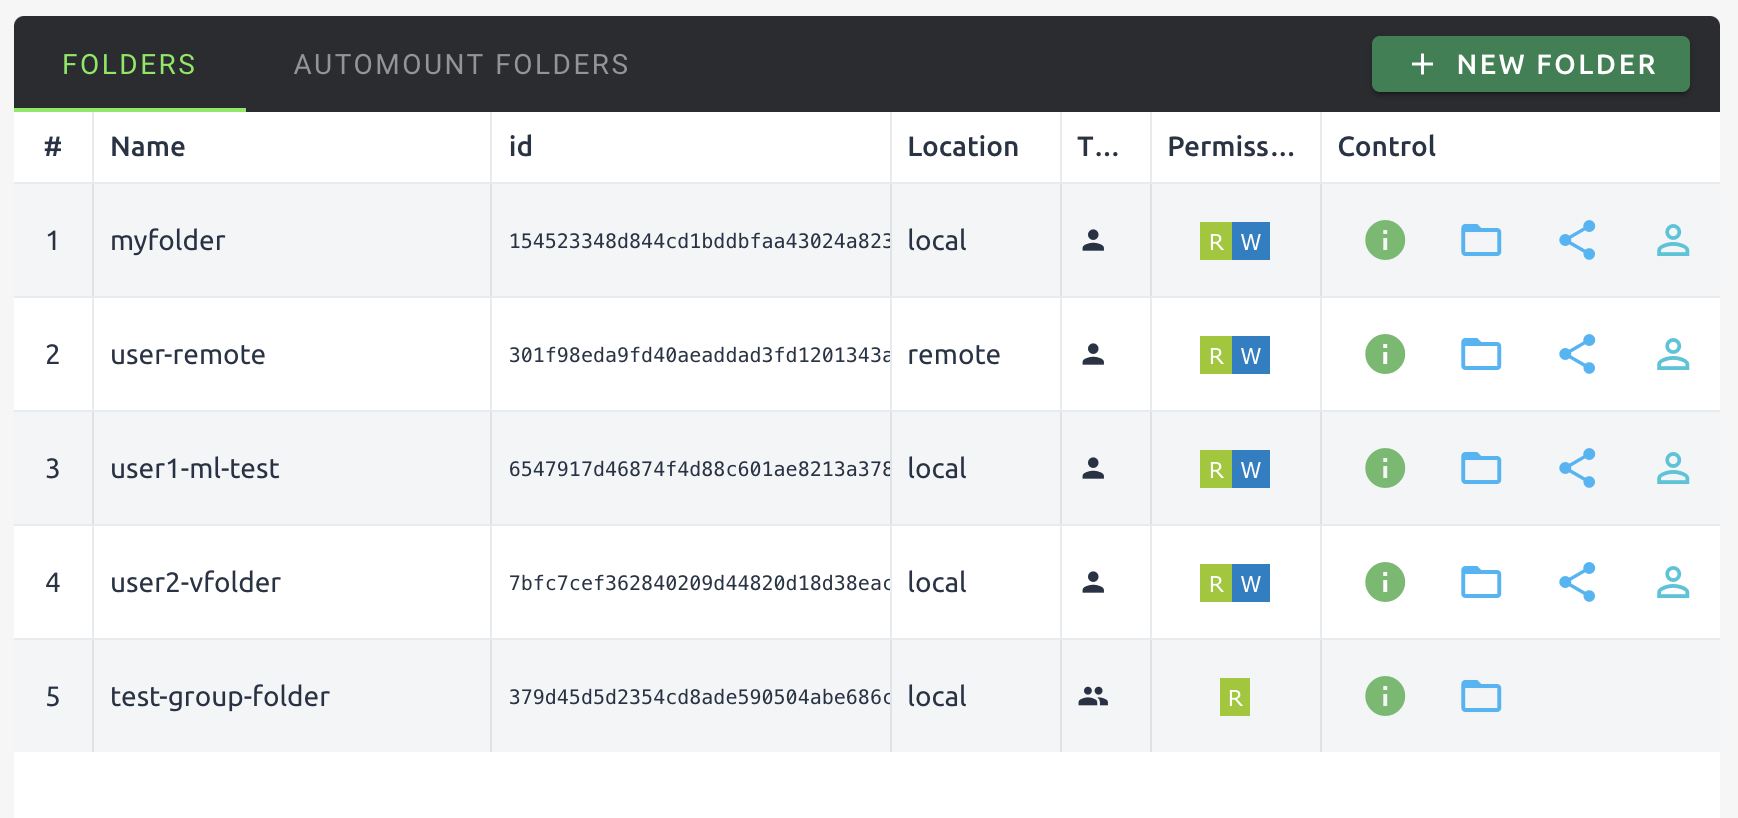 FOLDERS AUTOMOUNT FOLDERS + NEW FOLDER
# Name id Location T... Permiss... Control
1 myfolder 154523348d844cd1bddbfaa43024a823 local R W i
2 user-remote 301f98eda9fd40aeaddad3fd1201343a remote R W i
3 user1-ml-test 6547917d46874f4d88c601ae8213a378 local R W i
4 user2-vfolder 7bfc7cef362840209d44820d18d38eac local R W i
5 test-group-folder 379d45d5d2354cd8ade590504abe686c local R i